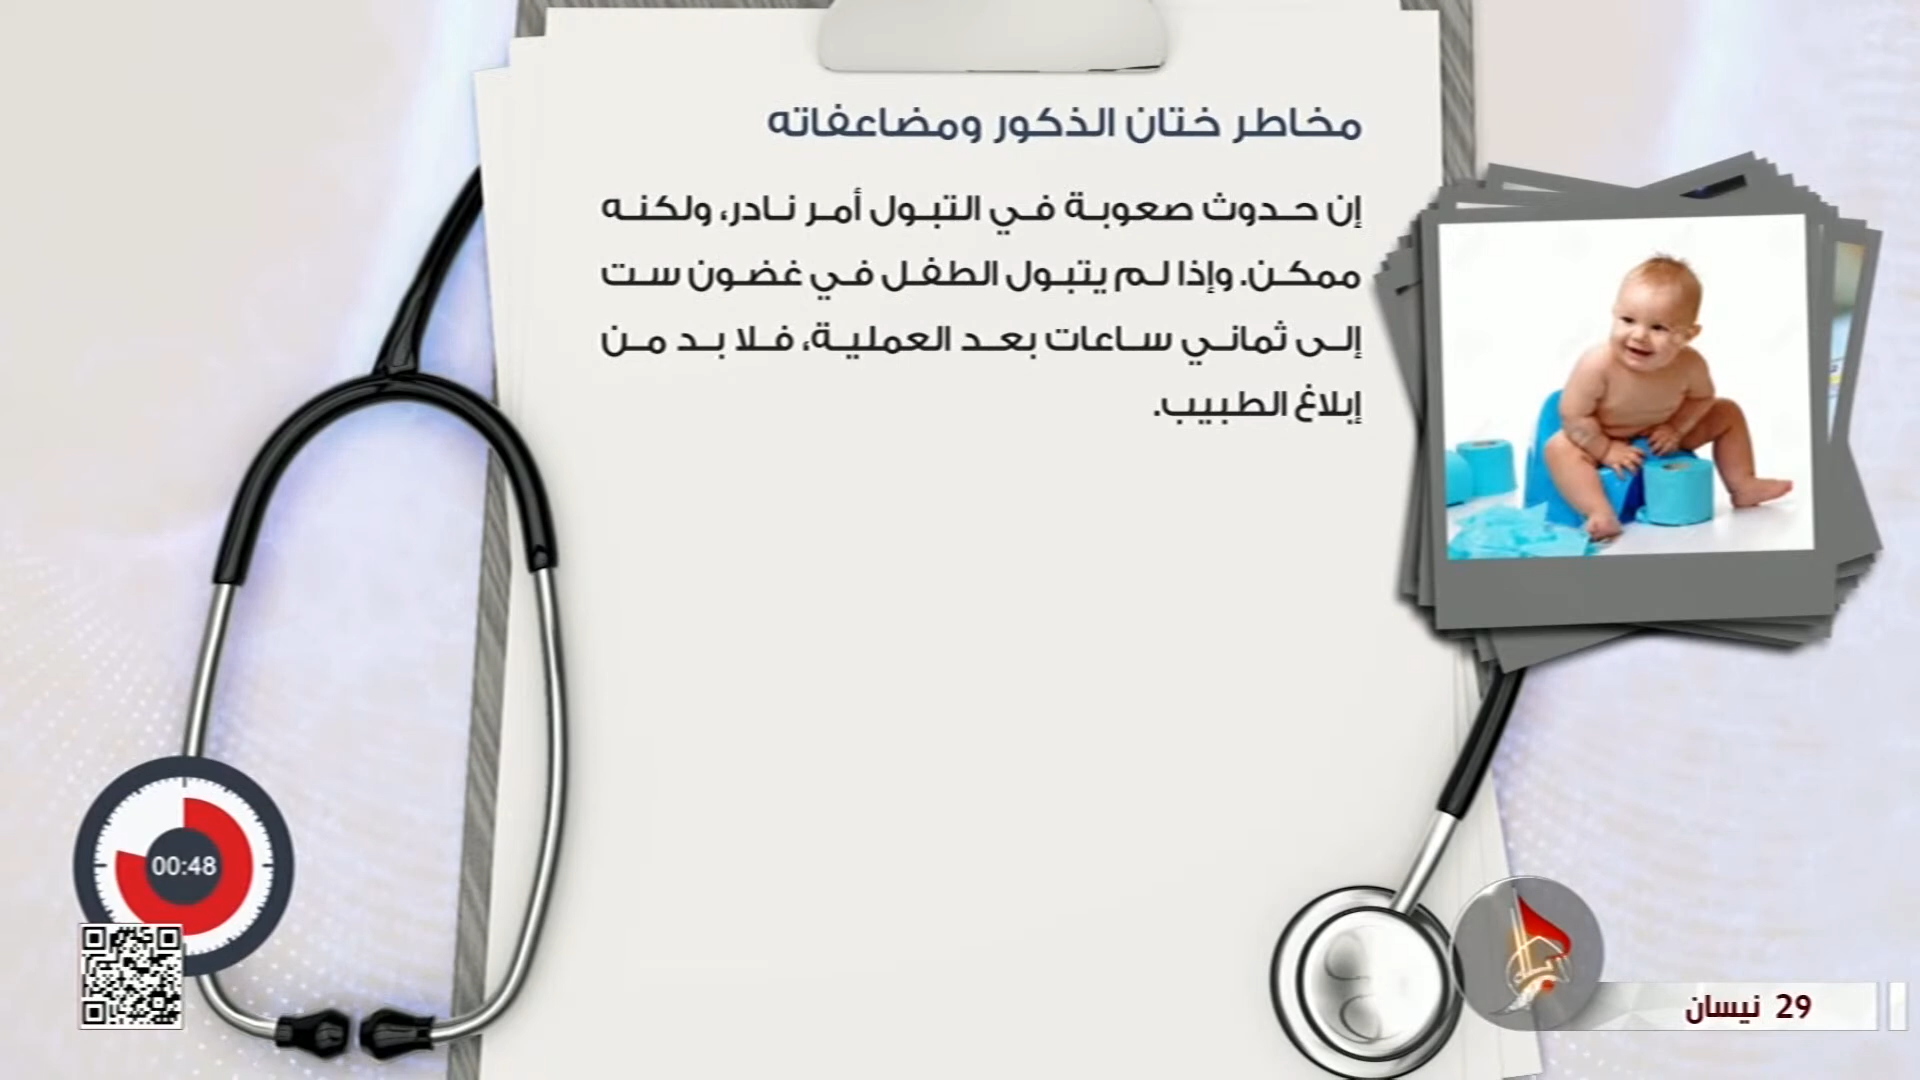 مخاطر ختان الذكور ومضاعفاته
إن حدوث صعوبة في التبول أمر نادر، ولكنه
ممكن. وإذا لم يتبول الطفل في غضون ست
إلى ثماني ساعات بعد العملية، فلا بد من
إبلاغ الطبيب.
00:48
29 نيسان